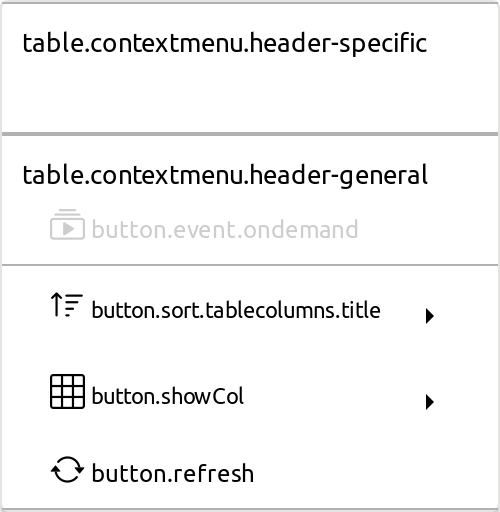 table.contextmenu.header-specific
table.contextmenu.header-general
button.event.ondemand
button.sort.tablecolumns.title
button.showCol
button.refresh